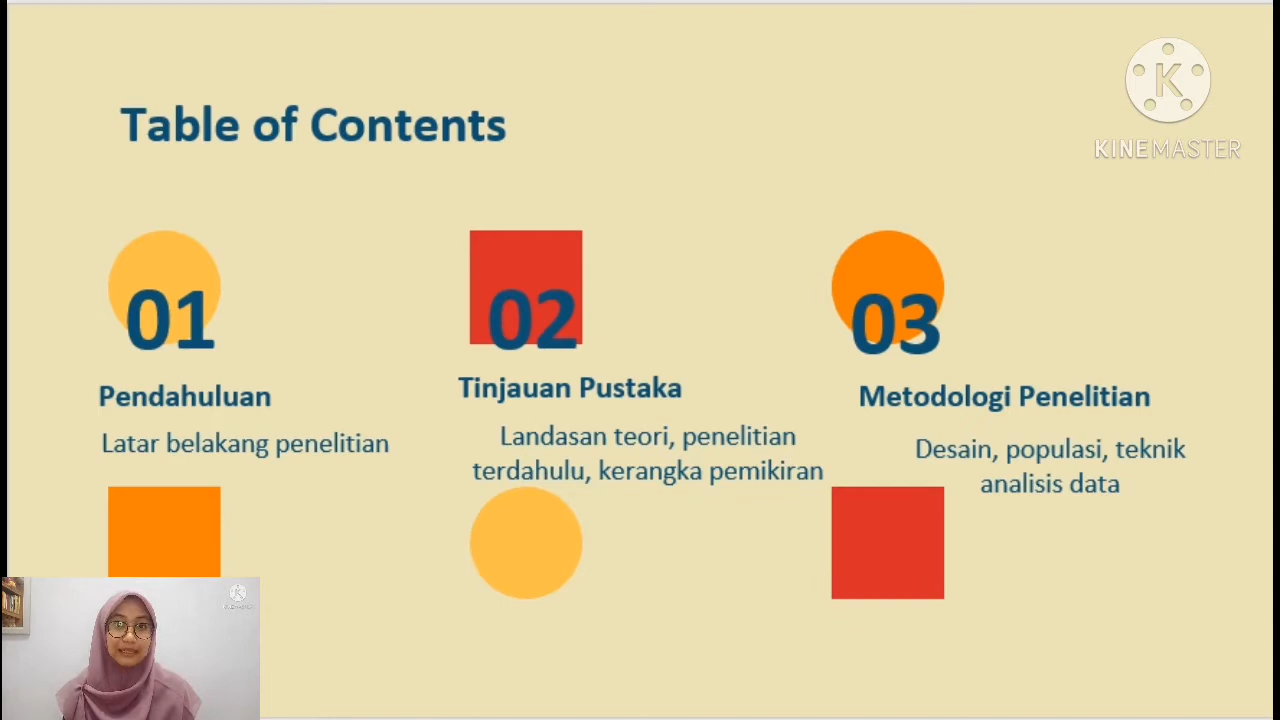 Table of Contents
K
KINEMASTER
01
Pendahuluan
Latar belakang penelitian
02
Tinjauan Pustaka
Landasan teori, penelitian
terdahulu, kerangka pemikiran
03
Metodologi Penelitian
Desain, populasi, teknik
analisis data